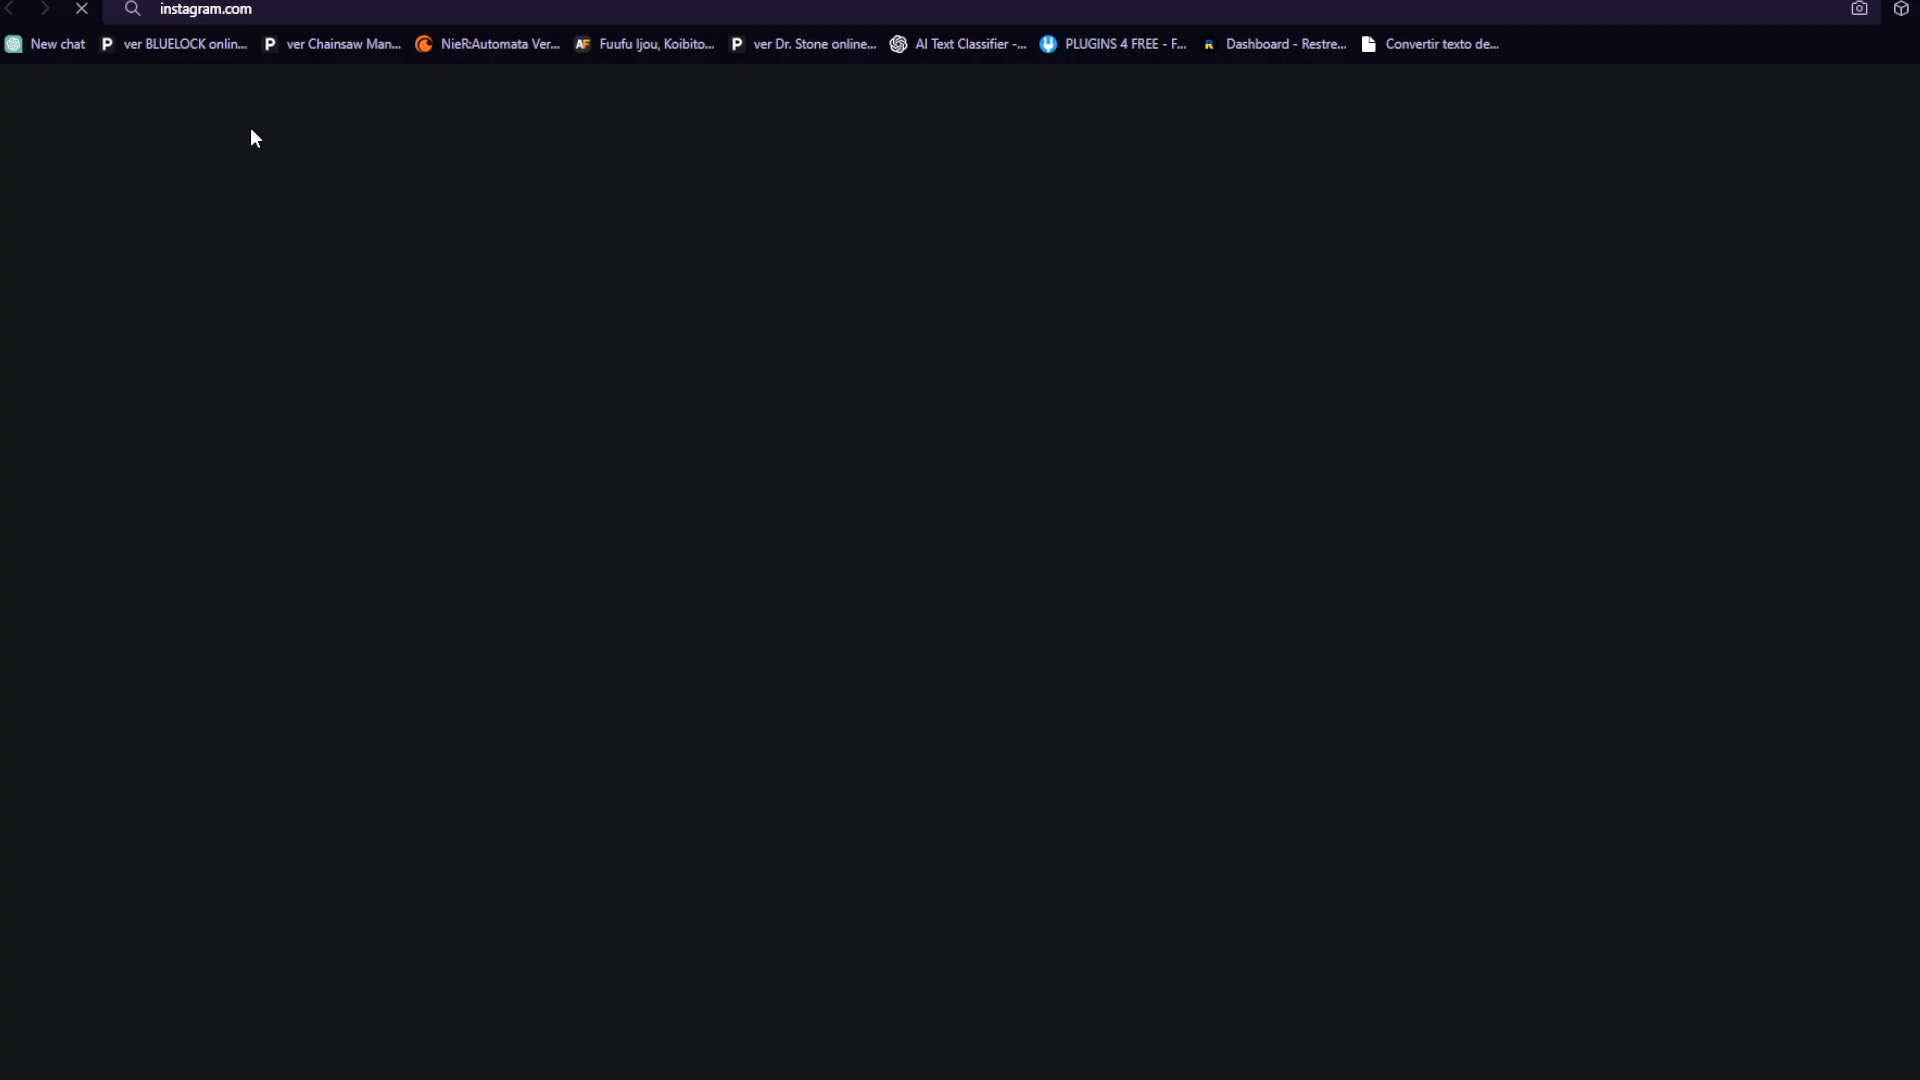 instagram.com
New chat P ver BLUELOCK onlin... P ver Chainsaw Man... NieR:Automata Ver... AF Fuufu Ijou, Koibito... P ver Dr. Stone online... AI Text Classifier -... PLUGINS 4 FREE - F... R Dashboard - Restre... Convertir texto de...